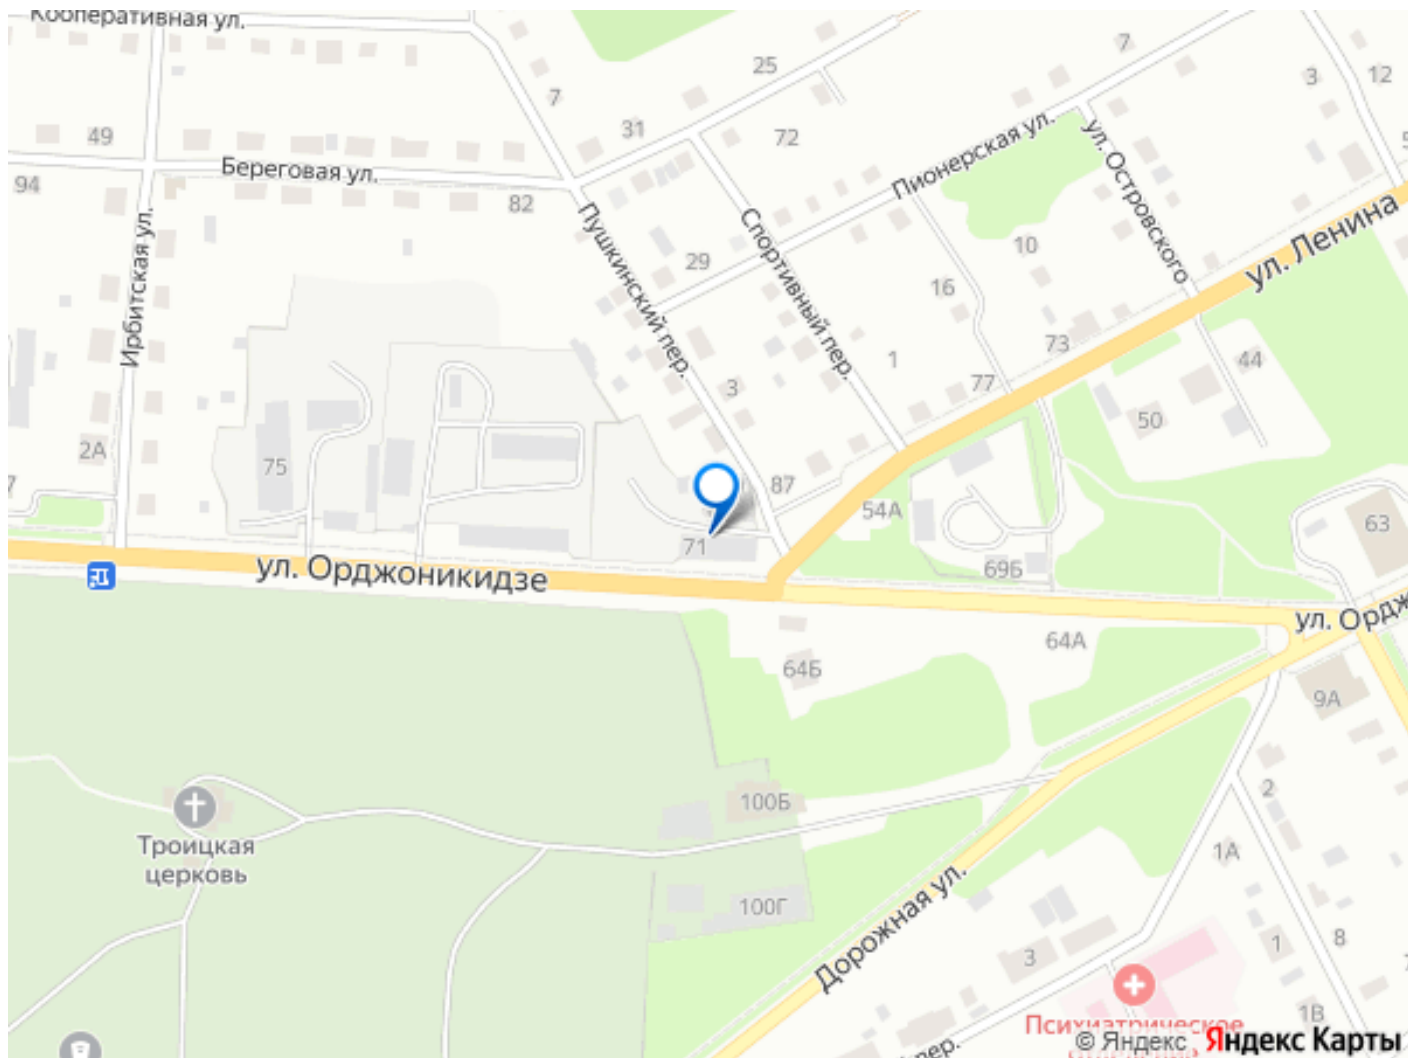 Кооперативная ул.
7
25
7
3
12
49
31
72
Пионерская ул.
ул. Островского
Береговая ул.
94
82
Ирбитская ул.
Пушкинский пер.
Спортивный пер.
29
10
16
ул. Ленина
73
1
44
3
77
50
2А
75
87
54А
63
71
69Б
ул. Орджоникидзе
ул. Ордж
64А
64Б
9А
2
100Б
Троицкая
церковь
1А
100Г
Дорожная ул.
3
1
8
1В
Психиатрическое
пер.
© Яндекс
Яндекс Карты